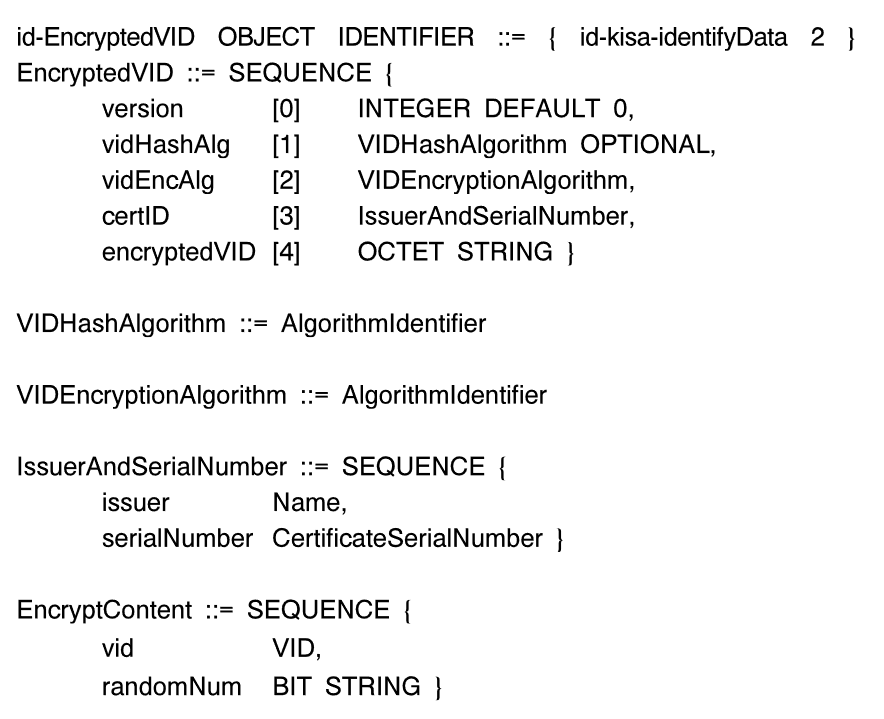 id-EncryptedVID OBJECT IDENTIFIER ::= { id-kisa-identifyData 2 }
EncryptedVID ::= SEQUENCE {
version [0] INTEGER DEFAULT 0,
vidHashAlg [1] VIDHashAlgorithm OPTIONAL,
vidEncAlg [2] VIDEncryptionAlgorithm,
certID [3] IssuerAndSerialNumber,
encryptedVID [4] OCTET STRING }
VIDHashAlgorithm ::= AlgorithmIdentifier
VIDEncryptionAlgorithm ::= AlgorithmIdentifier
IssuerAndSerialNumber ::= SEQUENCE {
issuer Name,
serialNumber CertificateSerialNumber }
EncryptContent ::= SEQUENCE {
vid VID,
randomNum BIT STRING }